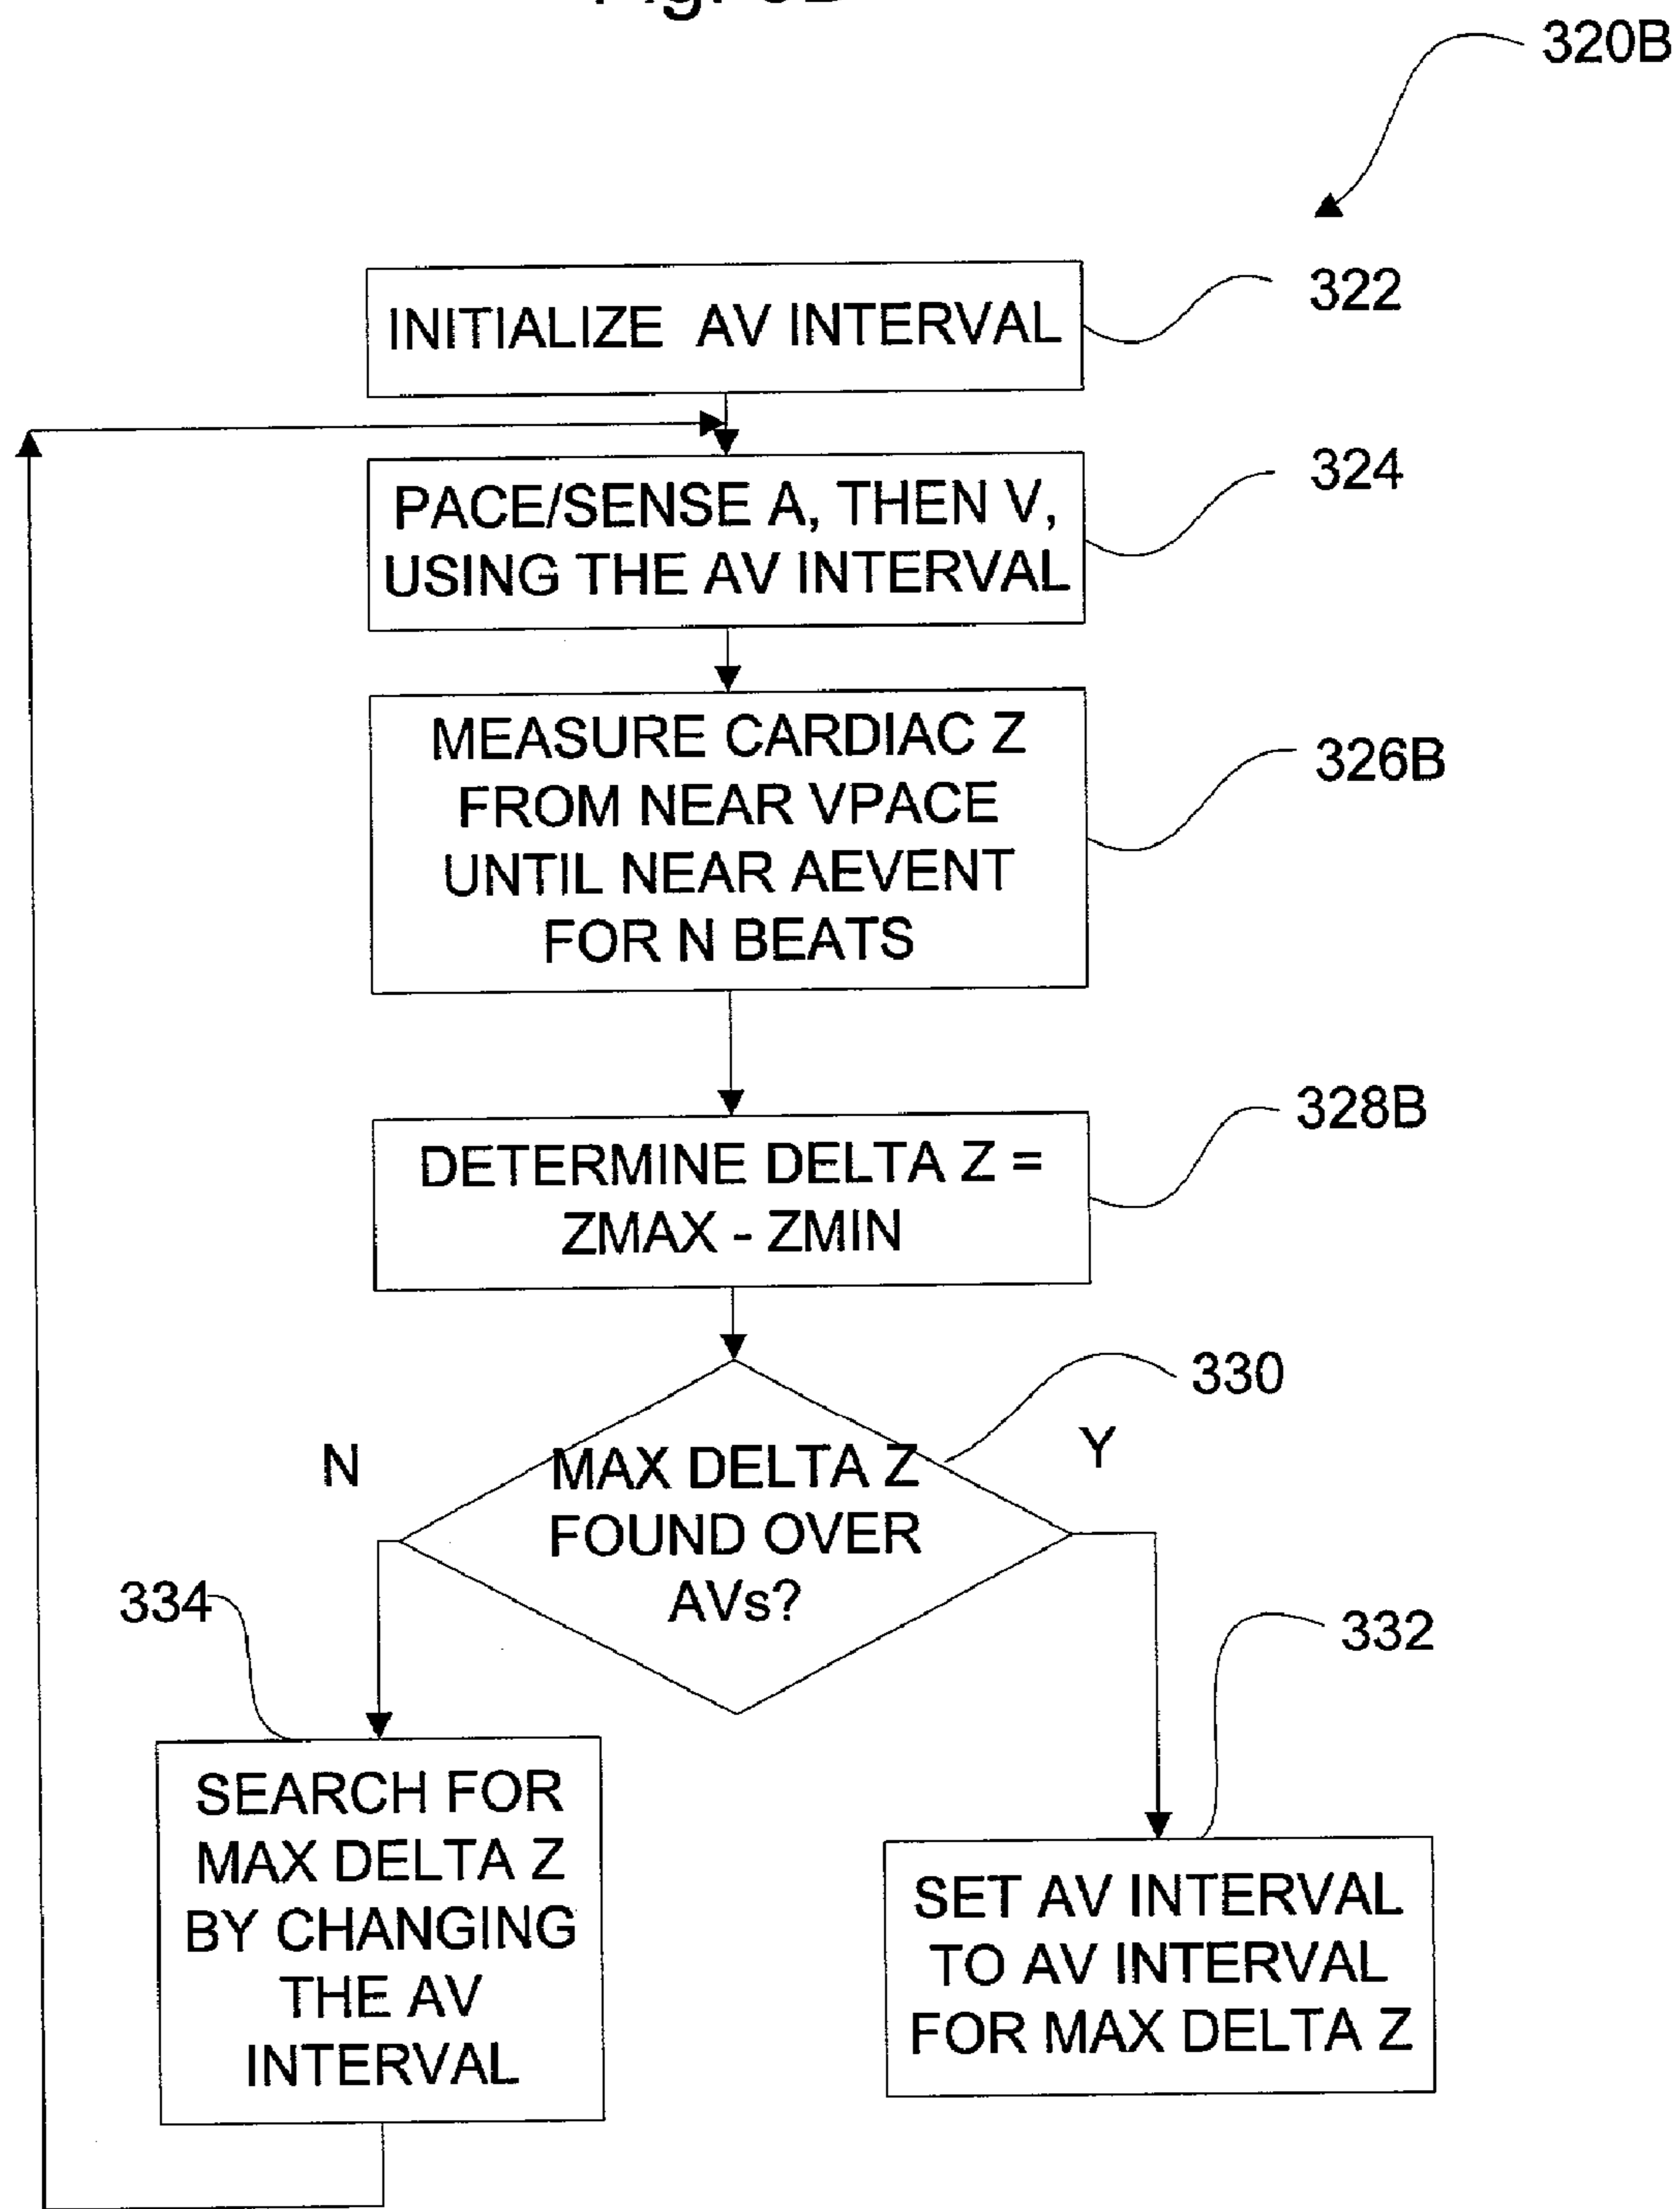 320B
INITIALIZE AV INTERVAL
322
PACE/SENSE A, THEN V,
USING THE AV INTERVAL
324
MEASURE CARDIAC Z
FROM NEAR VPACE
UNTIL NEAR AEVENT
FOR N BEATS
326B
DETERMINE DELTA Z =
ZMAX - ZMIN
328B
330
N
Y
MAX DELTA Z
FOUND OVER
AVs?
334
332
SEARCH FOR
MAX DELTA Z
BY CHANGING
THE AV
INTERVAL
SET AV INTERVAL
TO AV INTERVAL
FOR MAX DELTA Z